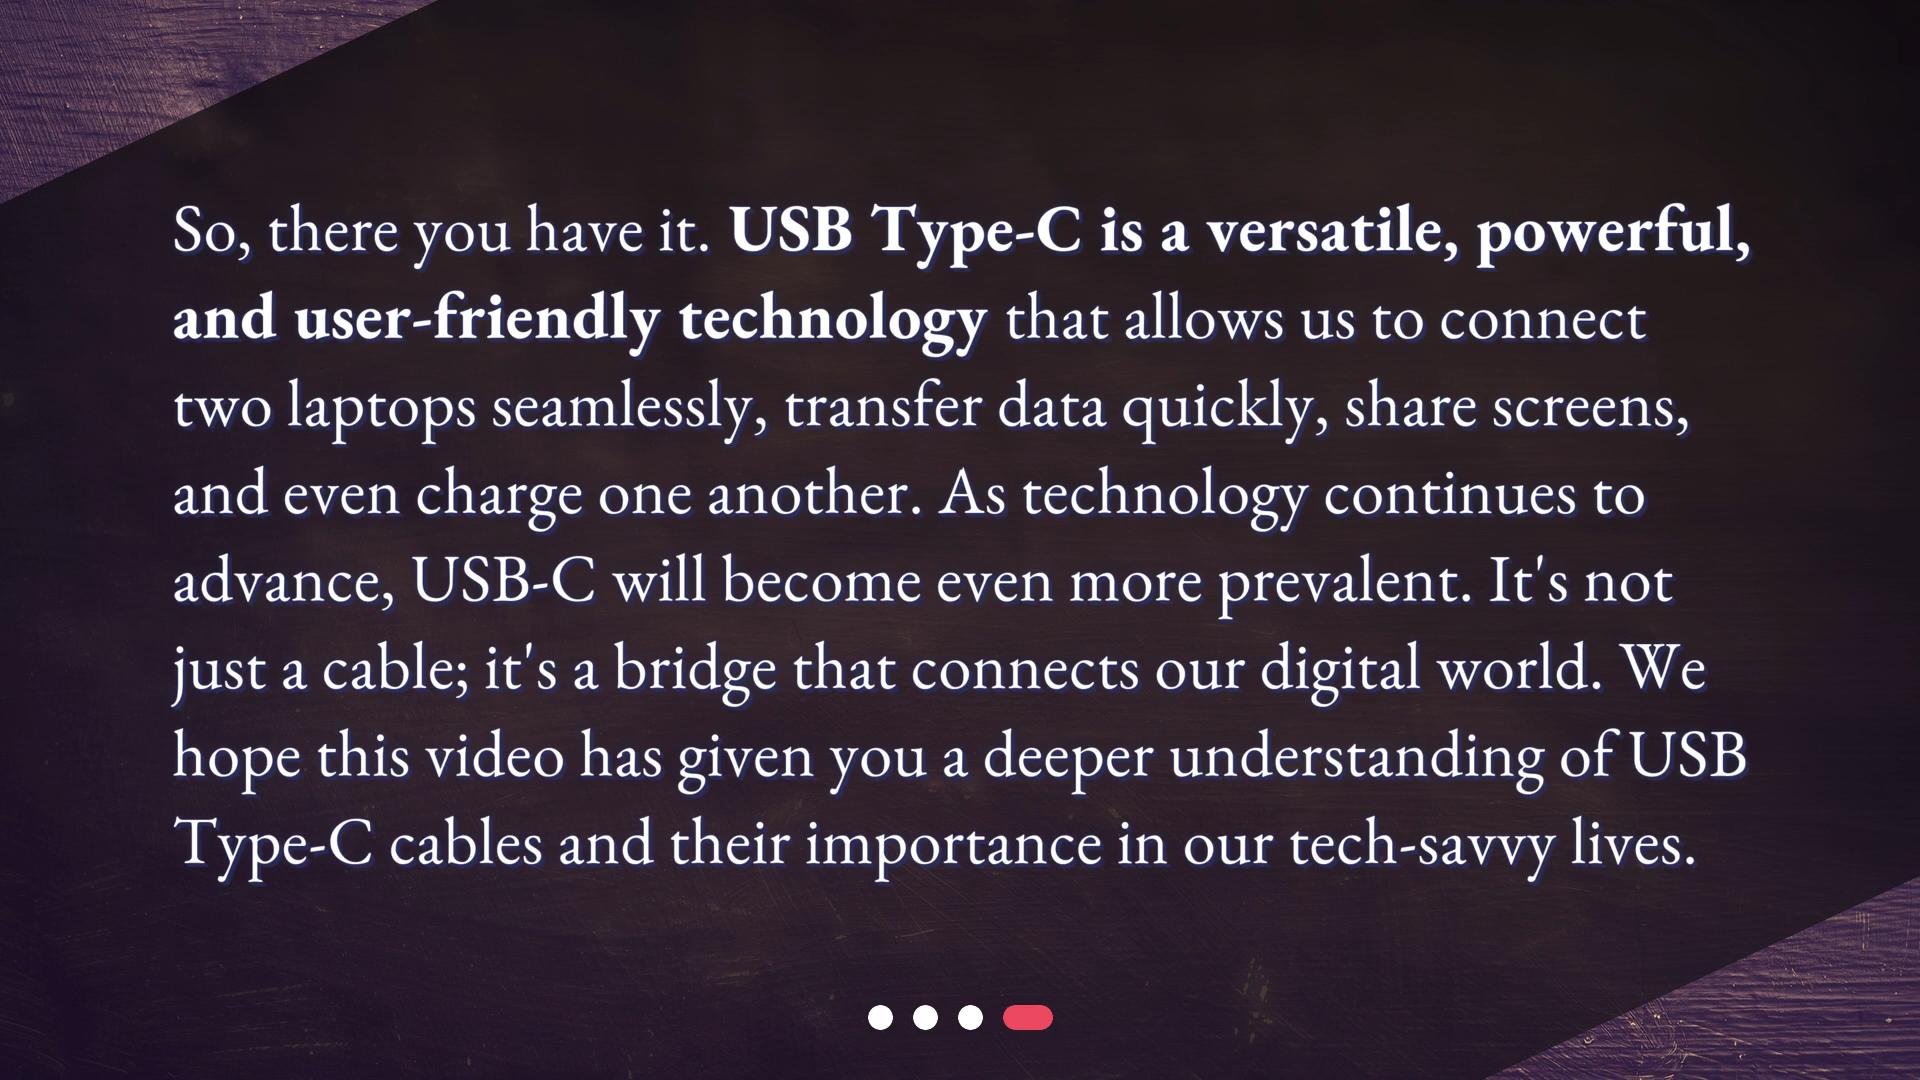 So, there you have it. USB Type-C is a versatile, powerful,
and user-friendly technology that allows us to connect
two laptops seamlessly, transfer data quickly, share screens,
and even charge one another. As technology continues to
advance, USB-C will become even more prevalent. It's not
just a cable; it's a bridge that connects our digital world. We
hope this video has given you a deeper understanding of USB
Type-C cables and their importance in our tech-savvy lives.